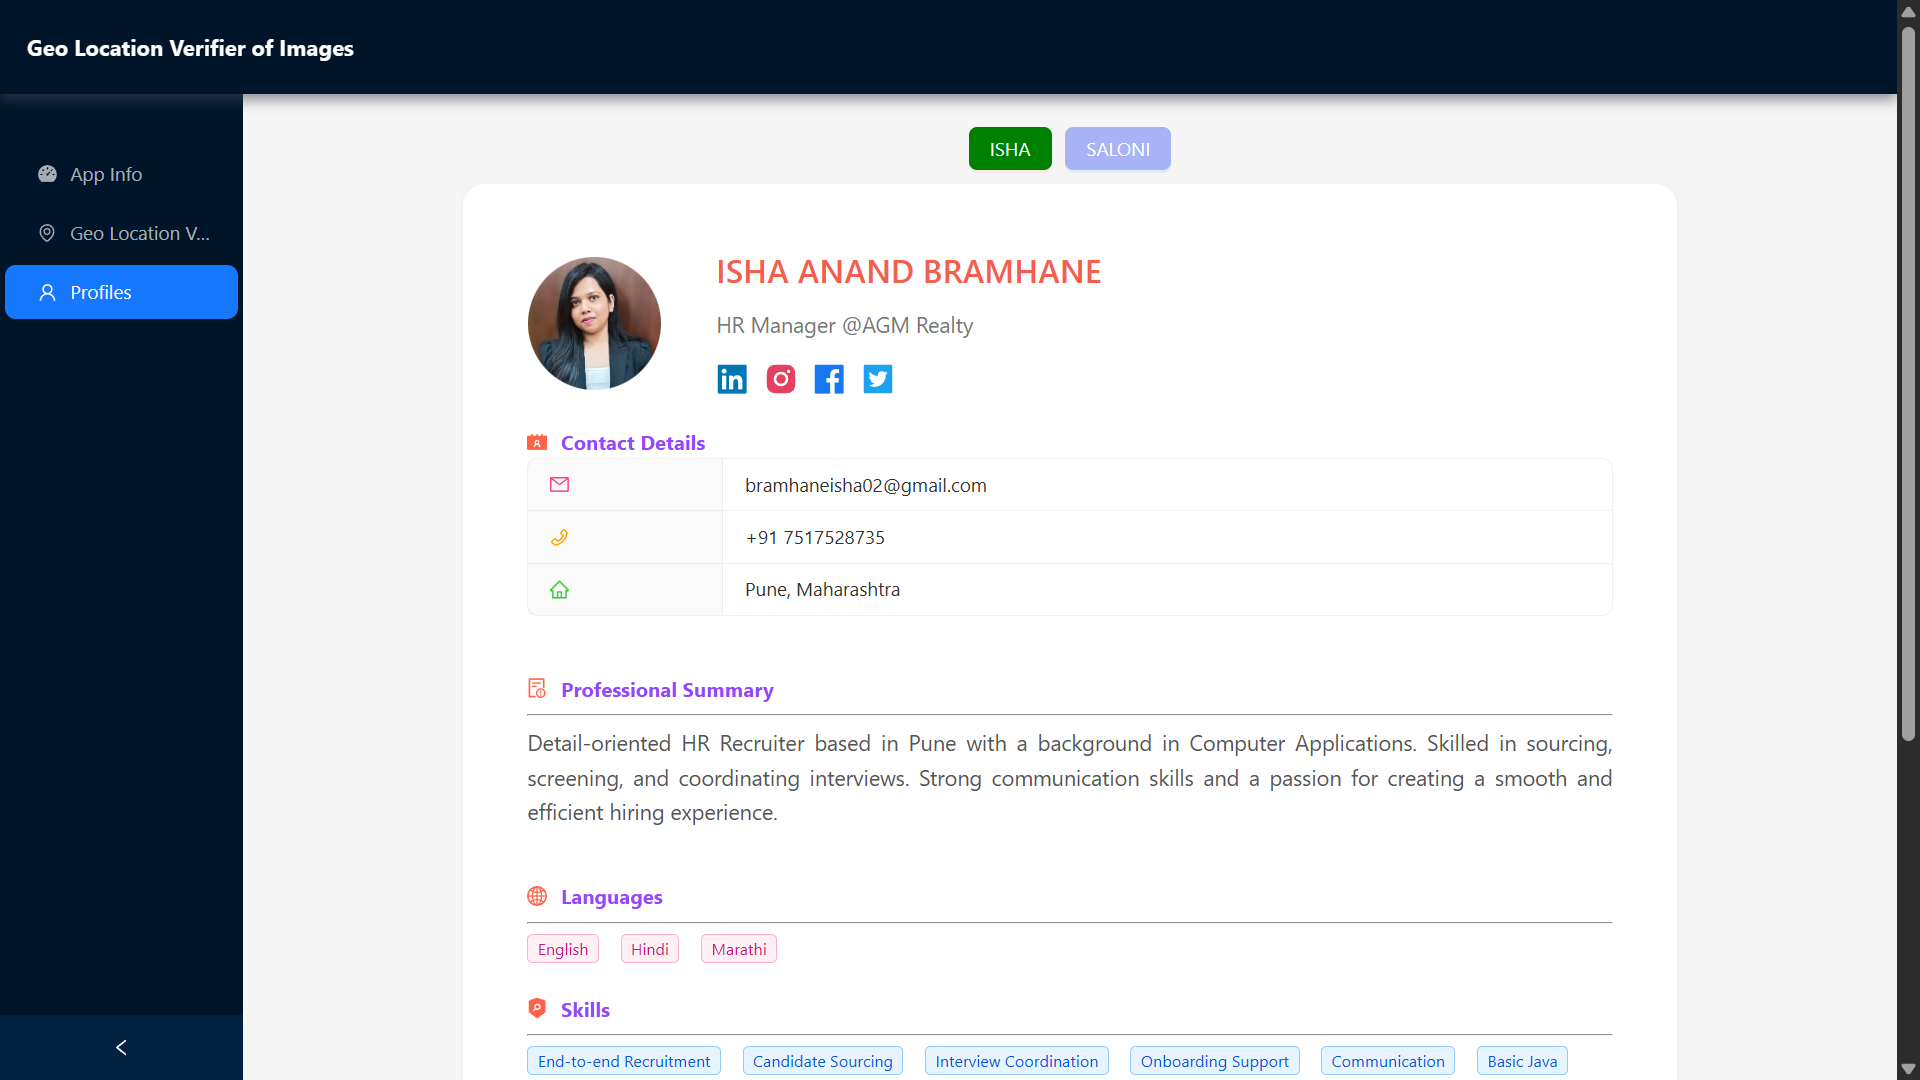 Geo Location Verifier of Images
App Info
Geo Location V...
Profiles
ISHA
SALONI
ISHA ANAND BRAMHANE
HR Manager @AGM Realty
Contact Details
bramhaneisha02@gmail.com
+91 7517528735
Pune, Maharashtra
Professional Summary
Detail-oriented HR Recruiter based in Pune with a background in Computer Applications. Skilled in sourcing,
screening, and coordinating interviews. Strong communication skills and a passion for creating a smooth and
efficient hiring experience.
Languages
English Hindi Marathi
Skills
End-to-end Recruitment Candidate Sourcing Interview Coordination Onboarding Support Communication Basic Java